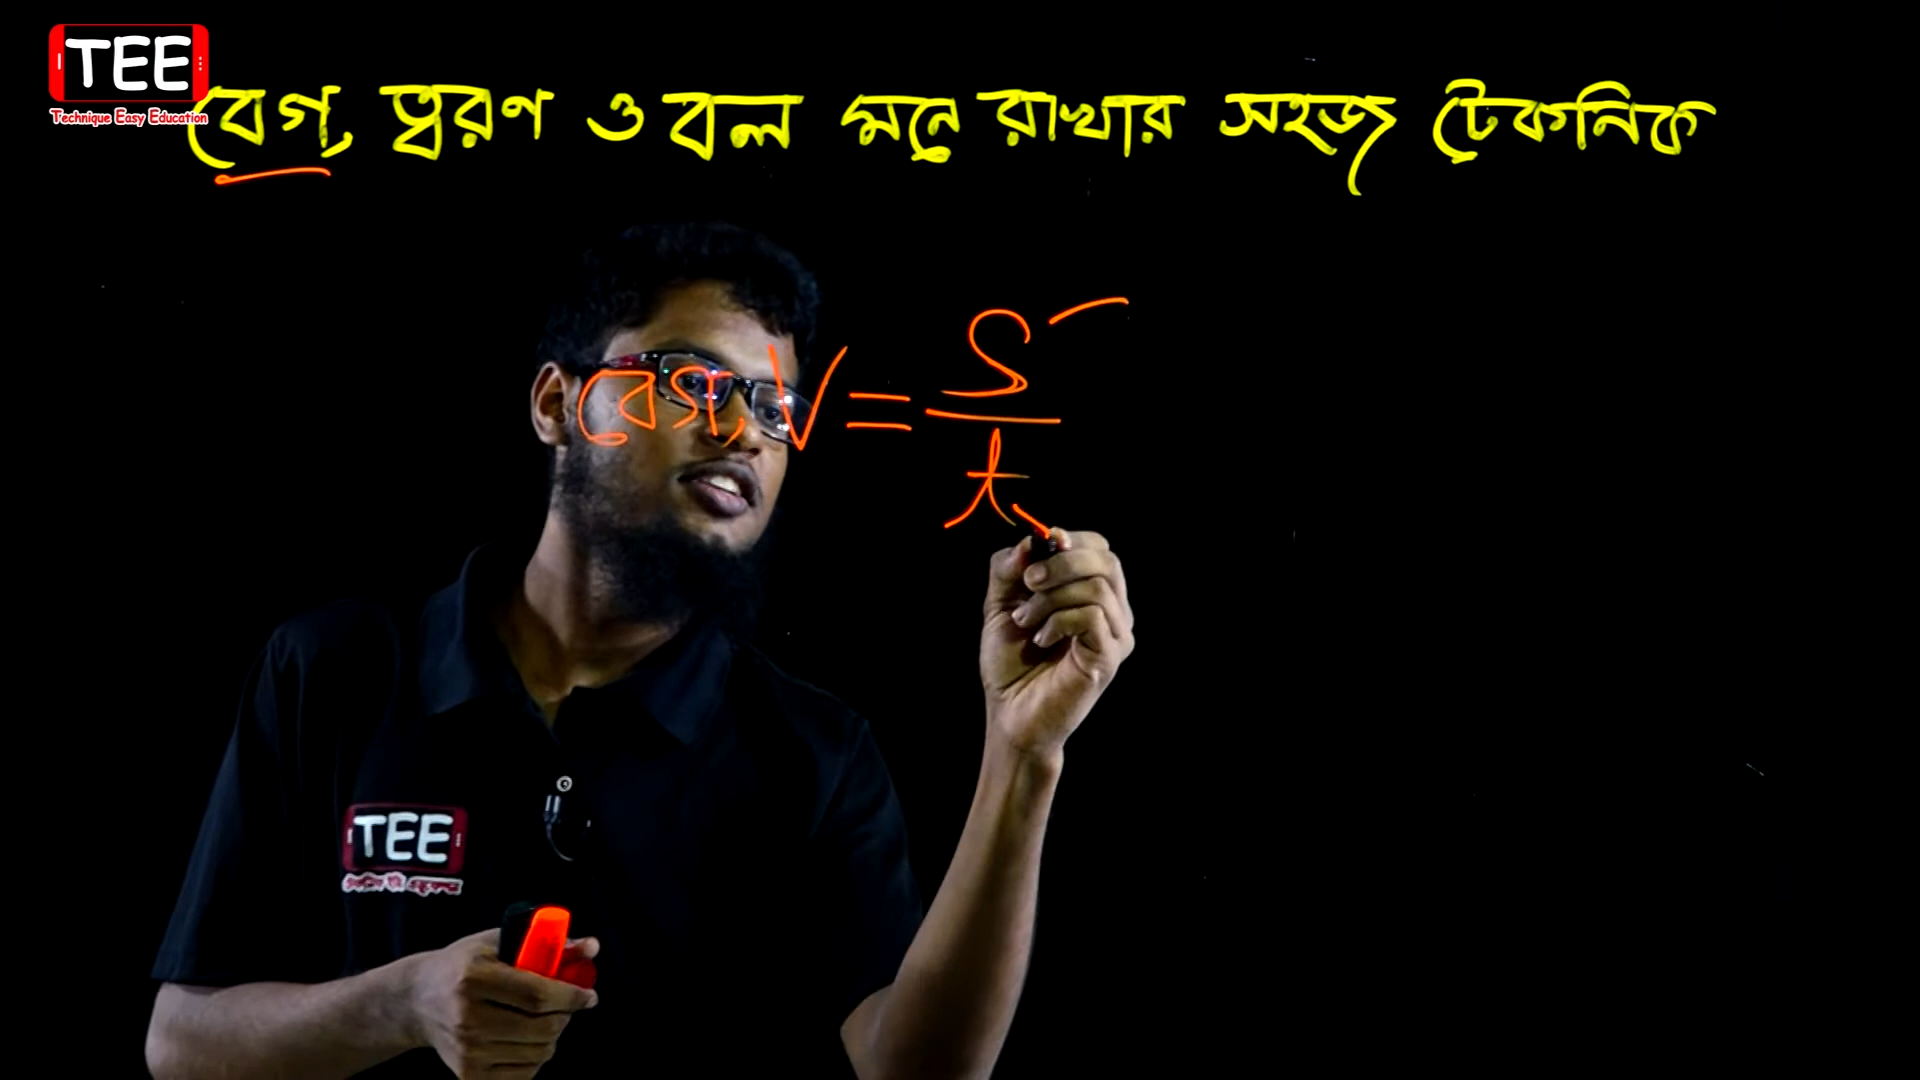 TEE
Technique Easy Education
বেগ, ত্বরণ ও বল মনে রাখার সহজ টেকনিক
বেগ, V = S / t
TEE